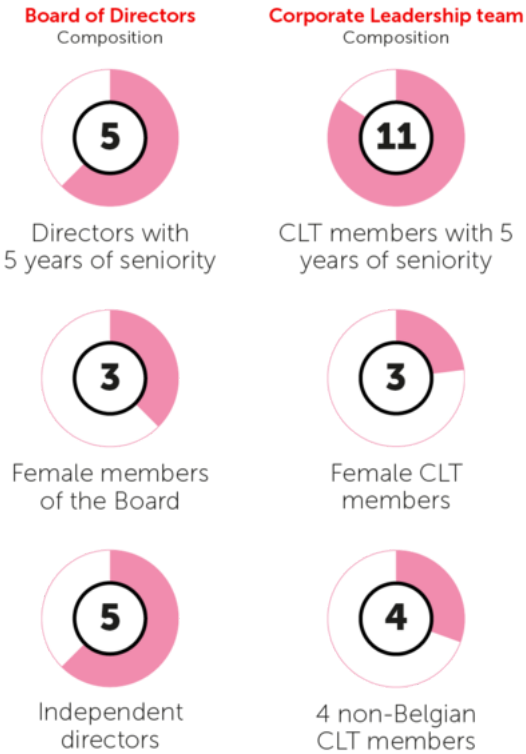 Board of Directors
Composition
5
Directors with
5 years of seniority
3
Female members
of the Board
5
Independent
directors
Corporate Leadership team
Composition
11
CLT members with 5
years of seniority
3
Female CLT
members
4
4 non-Belgian
CLT members